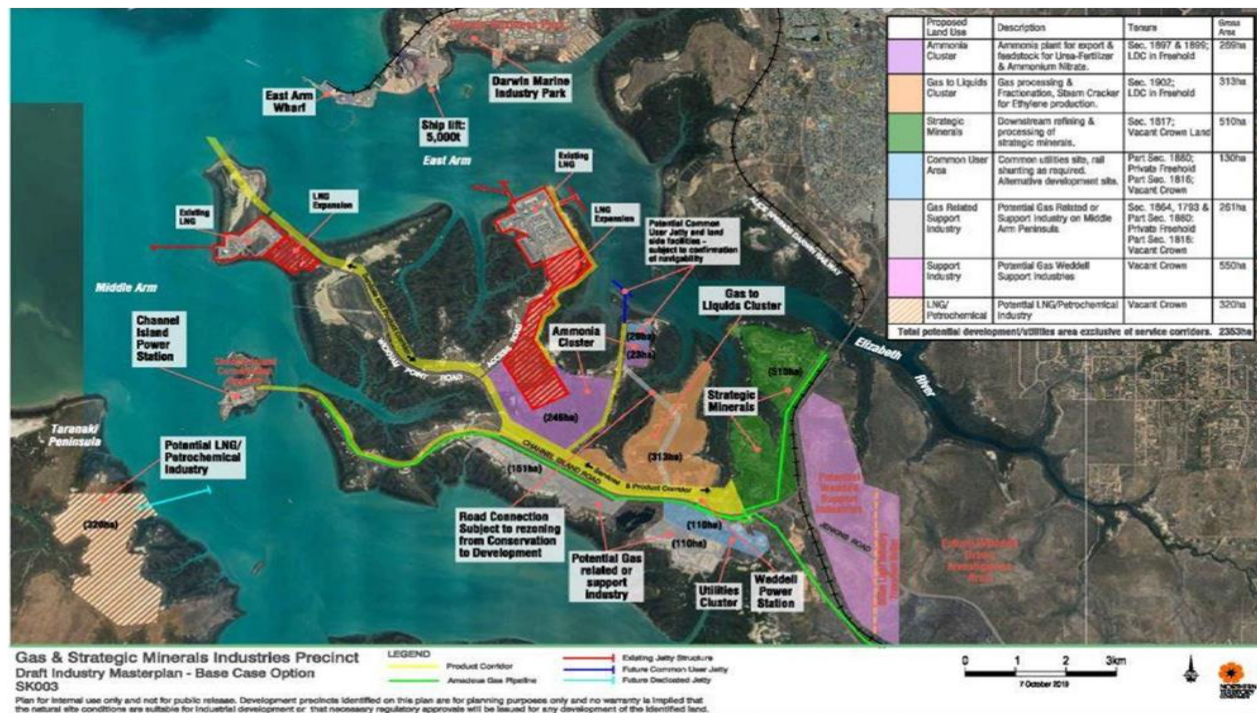 Darwin Marine
Industry Park
East Arm
Wharf
Ship lift:
5,000t
East Arm
Existing
LNG
LNG
Expansion
Existing
LNG
LNG
Expansion
Potential Common
User Jetty and land
side facilities -
subject to confirmation
of navigability
Gas to
Liquids Cluster
Middle Arm
Channel
Island
Power
Station
Ammonia
Cluster
ROAD
ACCESS ROAD
(23ha)
(510ha)
Strategic
Minerals
Elizabeth
River
Taranaki
Peninsula
Potential LNG/
Petrochemical
Industry
(246ha)
(313ha)
CHANNEL ISLAND ROAD
Services & Product Corridor
(151ha)
Road Connection
Subject to rezoning
from Conservation
to Development
(110ha)
(110ha)
Potential Gas
related or
support
Industry
Utilities
Cluster
Weddell
Power
Station
JENKINS ROAD
Proposed
Land Use
Description
Tenure
Gross
Area
Ammonia
Cluster
Ammonia plant for export &
feedstock for Urea-Fertilizer
& Ammonium Nitrate.
Sec. 1897 & 1899;
LDC in Freehold
269ha
Gas to Liquids
Cluster
Gas processing &
Fractionation, Steam Cracker
for Ethylene production.
Sec. 1902;
LDC in Freehold
313ha
Strategic
Minerals
Downstream refining &
processing of
strategic minerals.
Sec. 1817;
Vacant Crown Land
510ha
Common User
Area
Common utilities site, rail
shunting as required.
Alternative development site.
Part Sec. 1860;
Private Freehold
Part Sec. 1816;
Vacant Crown
130ha
Gas Related
Support
Industry
Potential Gas Related or
Support Industry on Middle
Arm Peninsula.
Sec. 1864, 1793 &
Part Sec. 1860;
Private Freehold
Part Sec. 1816;
Vacant Crown
261ha
Support
Industry
Potential Gas Weddell
Support Industries
Vacant Crown
550ha
LNG/
Petrochemical
Potential LNG/Petrochemical
Industry
Vacant Crown
320ha
Total potential development/utilities area exclusive of service corridors. 2353ha
Gas & Strategic Minerals Industries Precinct
Draft Industry Masterplan - Base Case Option
SK003
Plan for internal use only and not for public release. Development precincts identified on this plan are for planning purposes only and no warranty is implied that
the natural site conditions are suitable for industrial development or that necessary regulatory approvals will be issued for any development of the identified land.
LEGEND
Product Corridor
Amadeus Gas Pipeline
Existing Jetty Structure
Future Common User Jetty
Future Dedicated Jetty
0 1 2 3km
7 October 2019